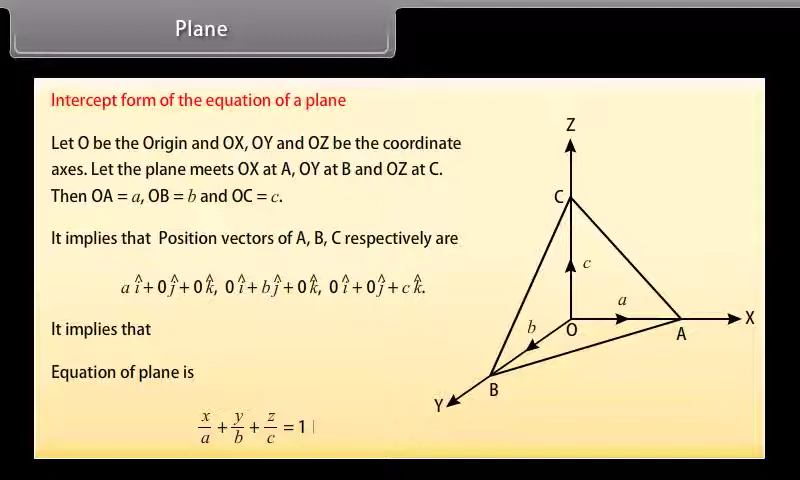 Plane
Intercept form of the equation of a plane
Let O be the Origin and OX, OY and OZ be the coordinate
axes. Let the plane meets OX at A, OY at B and OZ at C.
Then OA = a, OB = b and OC = c.
It implies that Position vectors of A, B, C respectively are
a î + 0 ĵ + 0 k̂, 0 î + b ĵ + 0 k̂, 0 î + 0 ĵ + c k̂.
It implies that
Equation of plane is
x/a + y/b + z/c = 1
Z
C
c
a
X
b
O
A
B
Y